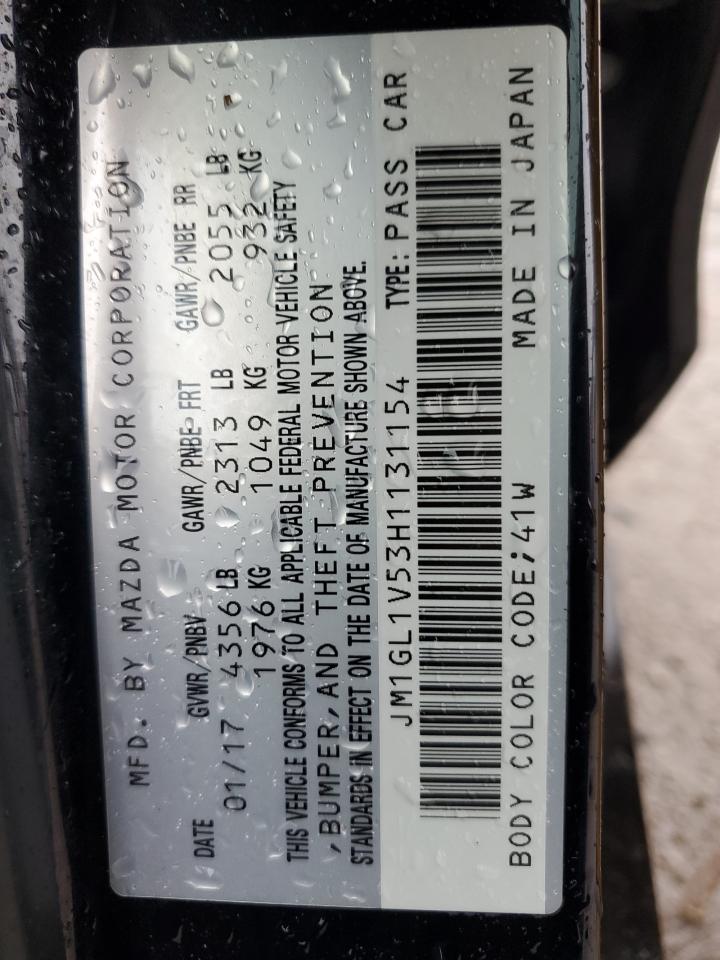 MFD. BY MAZDA MOTOR CORPORATION
DATE GVWR/PNBV GAWR/PNBE FRT GAWR/PNBE RR
01/17 4356 LB 2313 LB 2055 LB
1976 KG 1049 KG 932 KG
THIS VEHICLE CONFORMS TO ALL APPLICABLE FEDERAL MOTOR VEHICLE SAFETY
,BUMPER,AND THEFT PREVENTION
STANDARDS IN EFFECT ON THE DATE OF MANUFACTURE SHOWN ABOVE.
JM1GL1V53H1131154 TYPE: PASS CAR
BODY COLOR CODE;41W MADE IN JAPAN